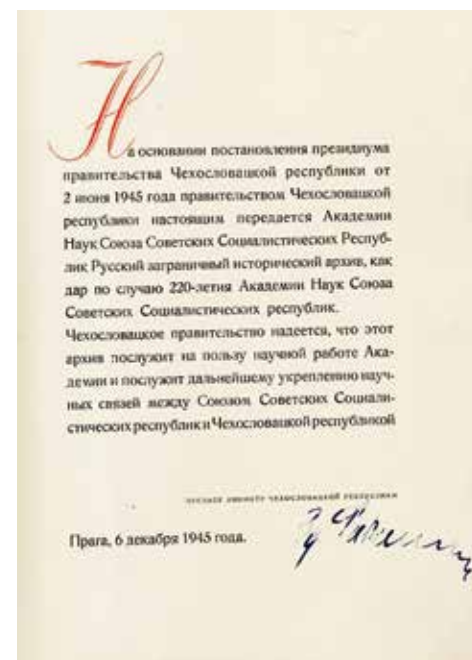 На основании постановления президиума
правительства Чехословацкой республики от
2 июня 1945 года правительством Чехословацкой
республики настоящим передается Академии
Наук Союза Советских Социалистических Респуб-
лик Русский заграничный исторический архив, как
дар по случаю 220-летия Академии Наук Союза
Советских Социалистических республик.
Чехословацкое правительство надеется, что этот
архив послужит на пользу научной работе Ака-
демии и послужит дальнейшему укреплению науч-
ных связей между Союзом Советских Социали-
стических республик и Чехословацкой республикой
ЧЕХОСЛОВАЦКОЙ РЕСПУБЛИКИ
Прага, 6 декабря 1945 года.